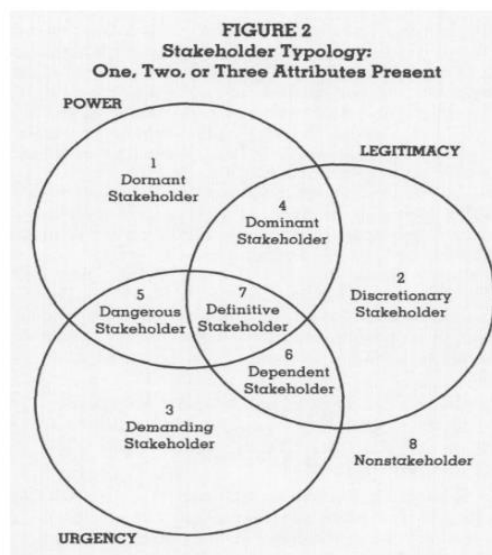 FIGURE 2
Stakeholder Typology:
One, Two, or Three Attributes Present
POWER
LEGITIMACY
1
Dormant
Stakeholder
4
Dominant
Stakeholder
2
Discretionary
Stakeholder
5
Dangerous
Stakeholder
7
Definitive
Stakeholder
6
Dependent
Stakeholder
3
Demanding
Stakeholder
8
Nonstakeholder
URGENCY